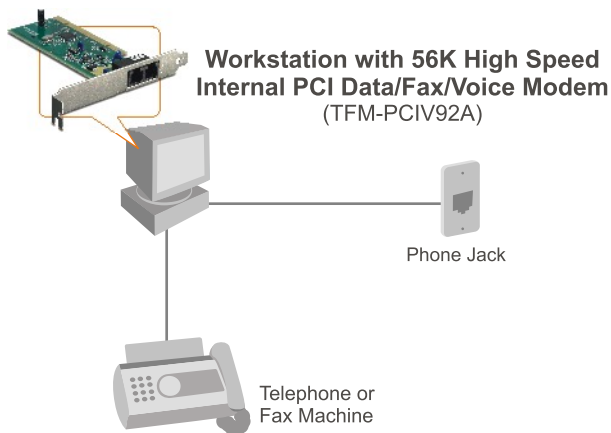 Workstation with 56K High Speed
Internal PCI Data/Fax/Voice Modem
(TFM-PCIV92A)
Phone Jack
Telephone or
Fax Machine